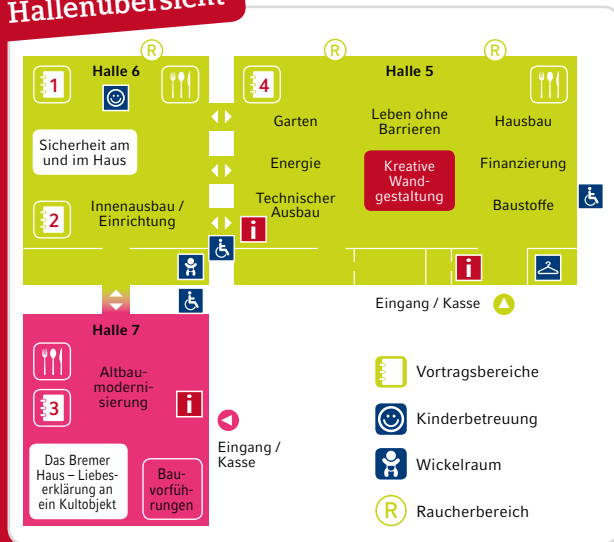 Hallenübersicht
R
R
R
Halle 6
1
Sicherheit am
und im Haus
2
Innenausbau /
Einrichtung
Halle 5
4
Garten
Leben ohne
Barrieren
Hausbau
Energie
Kreative
Wand-
gestaltung
Finanzierung
Technischer
Ausbau
Baustoffe
i
i
Eingang / Kasse
Halle 7
Altbau-
moderni-
sierung
3
i
Eingang /
Kasse
Das Bremer
Haus – Liebes-
erklärung an
ein Kultobjekt
Bau-
vorfüh-
rungen
Vortragsbereiche
Kinderbetreuung
Wickelraum
R Raucherbereich